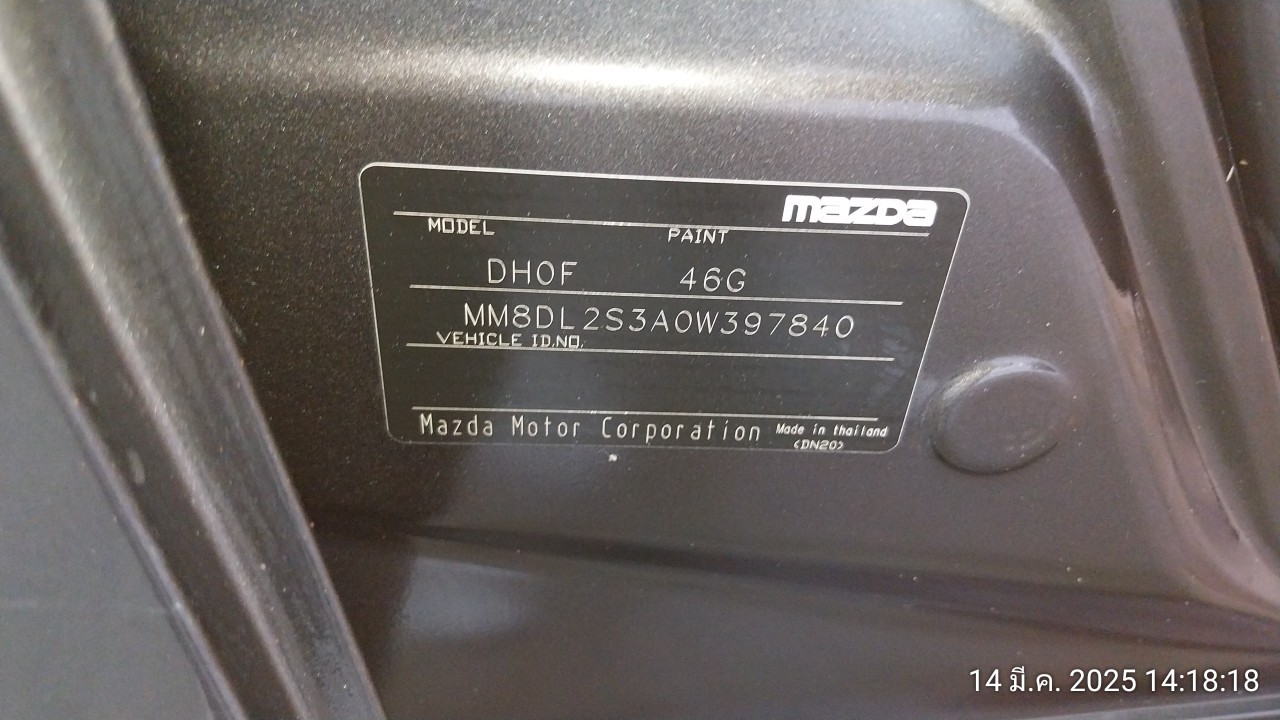 mazda
MODEL PAINT
DH0F 46G
MM8DL2S3A0W397840
VEHICLE ID.NO.
Mazda Motor Corporation Made in thailand
(DN20)
14 มี.ค. 2025 14:18:18